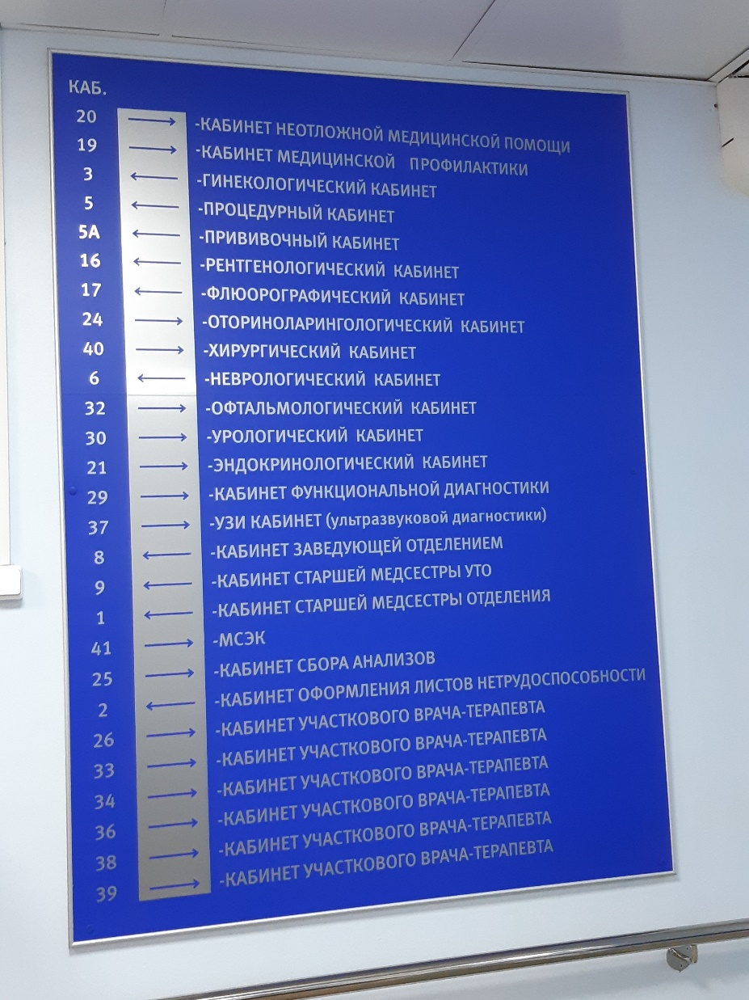 КАБ.
20 → -КАБИНЕТ НЕОТЛОЖНОЙ МЕДИЦИНСКОЙ ПОМОЩИ
19 → -КАБИНЕТ МЕДИЦИНСКОЙ ПРОФИЛАКТИКИ
3 ← -ГИНЕКОЛОГИЧЕСКИЙ КАБИНЕТ
5 ← -ПРОЦЕДУРНЫЙ КАБИНЕТ
5А ← -ПРИВИВОЧНЫЙ КАБИНЕТ
16 ← -РЕНТГЕНОЛОГИЧЕСКИЙ КАБИНЕТ
17 ← -ФЛЮОРОГРАФИЧЕСКИЙ КАБИНЕТ
24 → -ОТОРИНОЛАРИНГОЛОГИЧЕСКИЙ КАБИНЕТ
40 → -ХИРУРГИЧЕСКИЙ КАБИНЕТ
6 ← -НЕВРОЛОГИЧЕСКИЙ КАБИНЕТ
32 → -ОФТАЛЬМОЛОГИЧЕСКИЙ КАБИНЕТ
30 → -УРОЛОГИЧЕСКИЙ КАБИНЕТ
21 → -ЭНДОКРИНОЛОГИЧЕСКИЙ КАБИНЕТ
29 → -КАБИНЕТ ФУНКЦИОНАЛЬНОЙ ДИАГНОСТИКИ
37 → -УЗИ КАБИНЕТ (ультразвуковой диагностики)
8 ← -КАБИНЕТ ЗАВЕДУЮЩЕЙ ОТДЕЛЕНИЕМ
9 ← -КАБИНЕТ СТАРШЕЙ МЕДСЕСТРЫ УТО
1 ← -КАБИНЕТ СТАРШЕЙ МЕДСЕСТРЫ ОТДЕЛЕНИЯ
41 → -МСЭК
25 → -КАБИНЕТ СБОРА АНАЛИЗОВ
2 ← -КАБИНЕТ ОФОРМЛЕНИЯ ЛИСТОВ НЕТРУДОСПОСОБНОСТИ
26 → -КАБИНЕТ УЧАСТКОВОГО ВРАЧА-ТЕРАПЕВТА
33 → -КАБИНЕТ УЧАСТКОВОГО ВРАЧА-ТЕРАПЕВТА
34 → -КАБИНЕТ УЧАСТКОВОГО ВРАЧА-ТЕРАПЕВТА
36 → -КАБИНЕТ УЧАСТКОВОГО ВРАЧА-ТЕРАПЕВТА
38 → -КАБИНЕТ УЧАСТКОВОГО ВРАЧА-ТЕРАПЕВТА
39 → -КАБИНЕТ УЧАСТКОВОГО ВРАЧА-ТЕРАПЕВТА